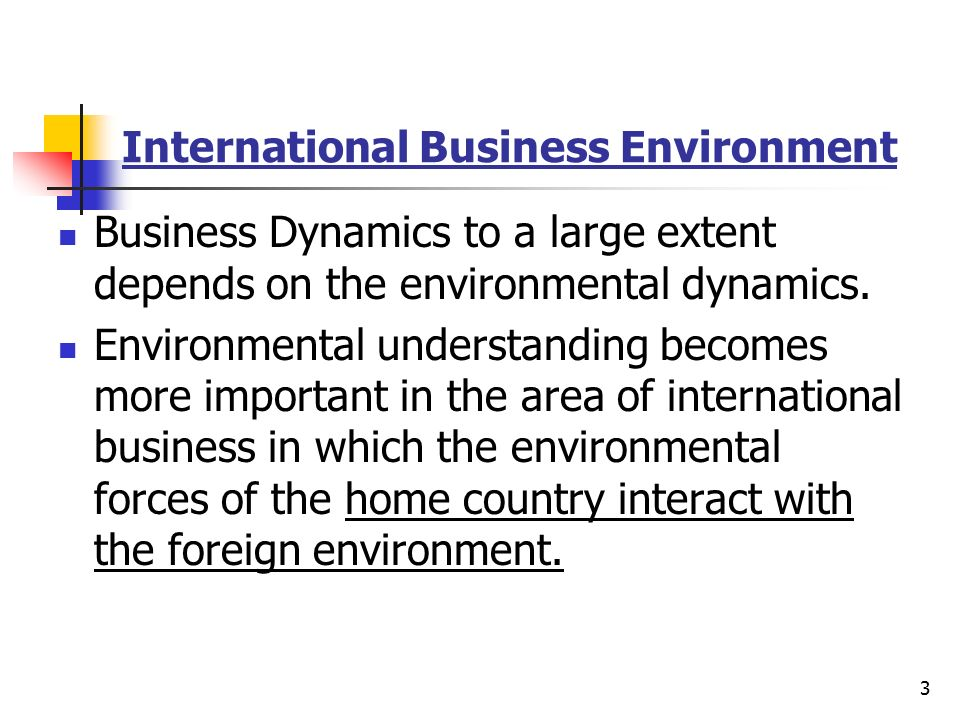 International Business Environment
Business Dynamics to a large extent
depends on the environmental dynamics.
Environmental understanding becomes
more important in the area of international
business in which the environmental
forces of the home country interact with
the foreign environment.
3